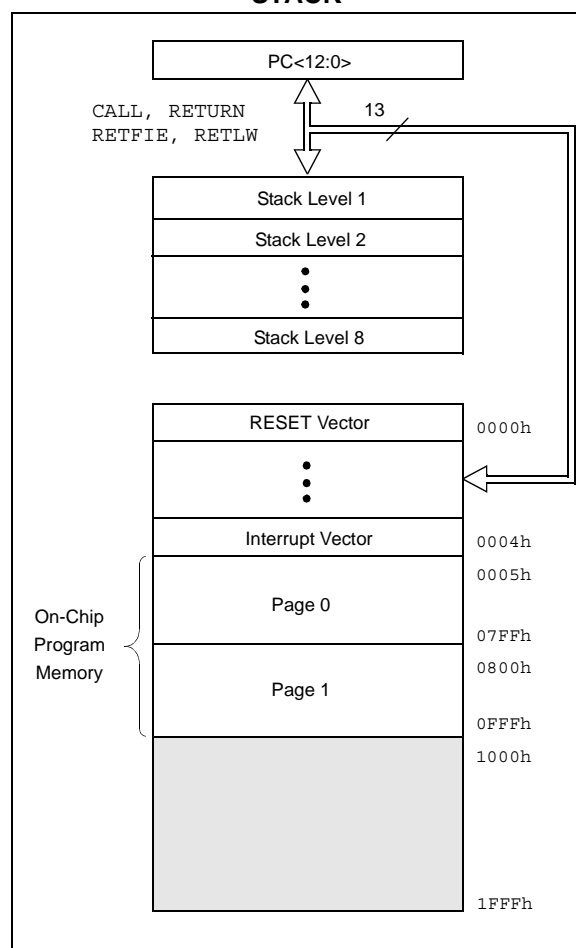 STACK
PC<12:0>
CALL, RETURN
RETFIE, RETLW
13
Stack Level 1
Stack Level 2
Stack Level 8
RESET Vector
0000h
Interrupt Vector
0004h
0005h
On-Chip
Program
Memory
Page 0
07FFh
0800h
Page 1
0FFFh
1000h
1FFFh